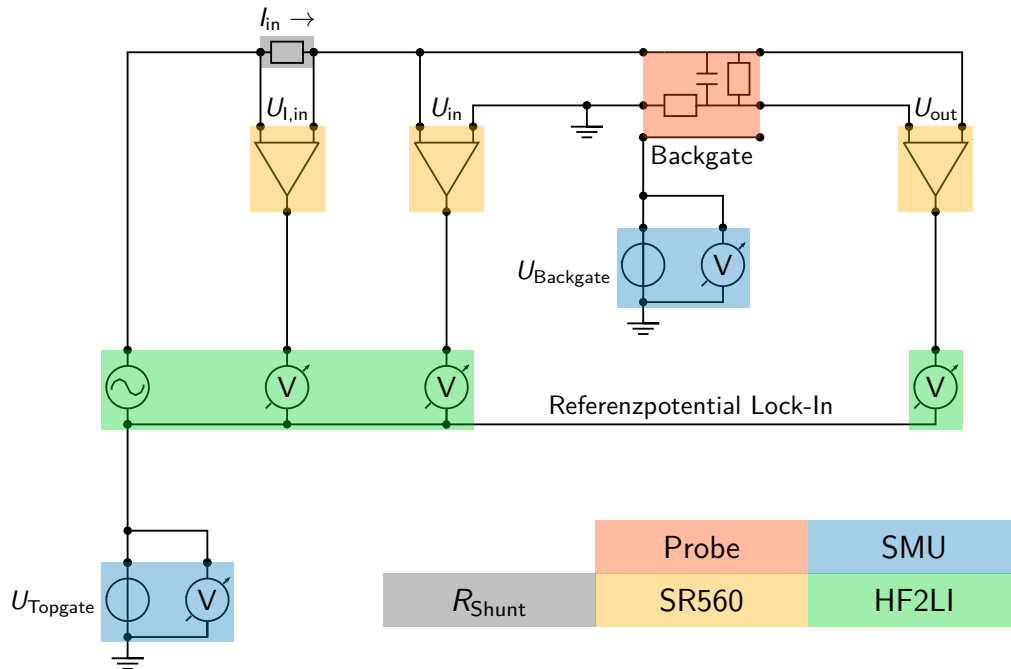 I_in →
U_I,in
U_in
U_out
Backgate
U_Backgate
V
V
V
V
Referenzpotential Lock-In
U_Topgate
V
Probe
SMU
R_Shunt
SR560
HF2LI